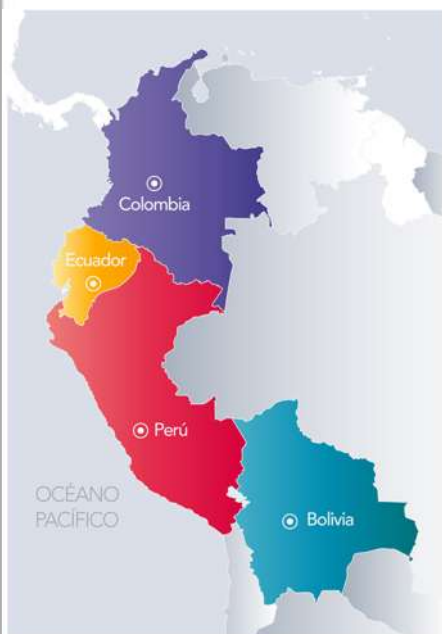 Colombia
Ecuador
Perú
OCÉANO
PACÍFICO
Bolivia